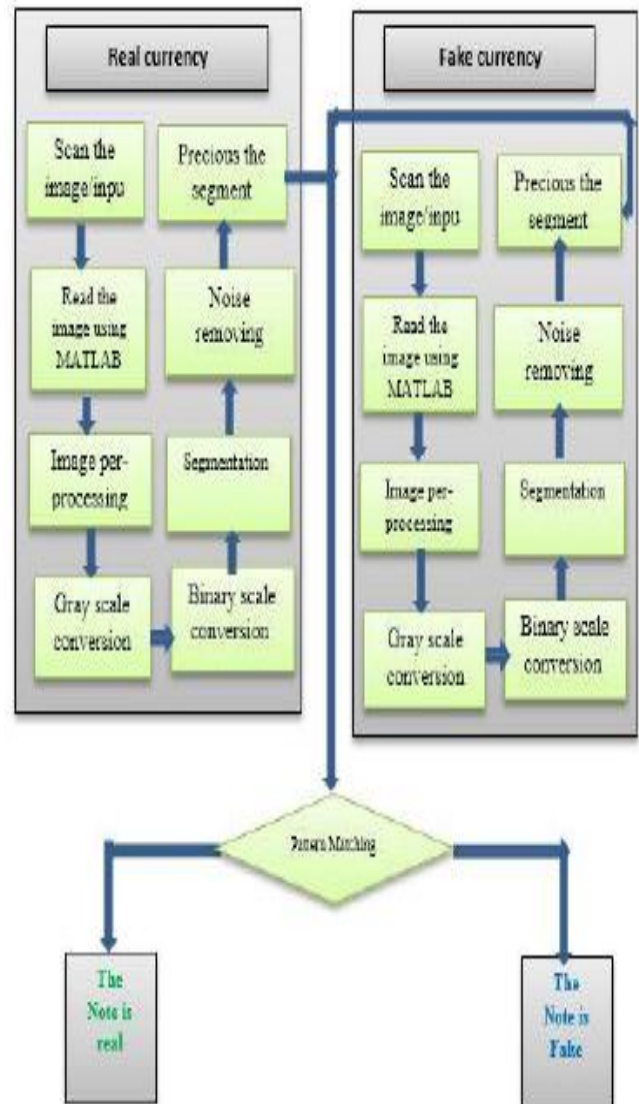 Real currency
Scan the
image/inpu
Read the
image using
MATLAB
Image per-
processing
Gray scale
conversion
Binary scale
conversion
Segmentation
Noise
removing
Precious the
segment
Fake currency
Scan the
image/inpu
Read the
image using
MATLAB
Image per-
processing
Gray scale
conversion
Binary scale
conversion
Segmentation
Noise
removing
Precious the
segment
Pattern Matching
The
Note is
real
The
Note is
False